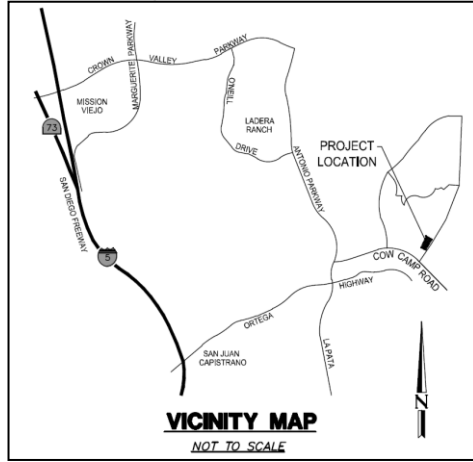 CROWN VALLEY PARKWAY
MARGUERITE PARKWAY
MISSION
VIEJO
O'NEILL
DRIVE
LADERA
RANCH
73
PROJECT
LOCATION
ANTONIO PARKWAY
SAN DIEGO FREEWAY
5
COW CAMP ROAD
ORTEGA HIGHWAY
SAN JUAN
CAPISTRANO
LA PATA
N
VICINITY MAP
NOT TO SCALE